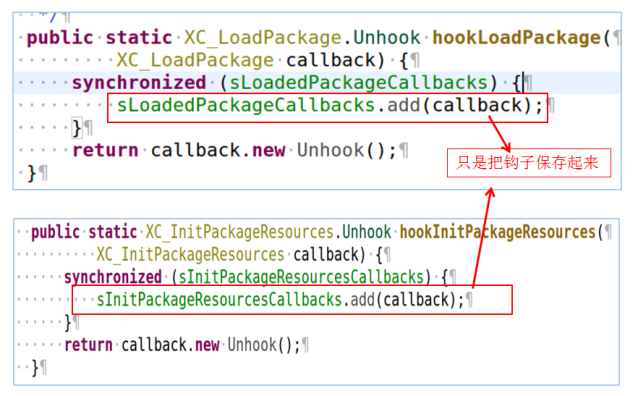 */¶
public static XC_LoadPackage.Unhook hookLoadPackage(¶
XC_LoadPackage callback) {¶
synchronized (sLoadedPackageCallbacks) {¶
sLoadedPackageCallbacks.add(callback);¶
}¶
return callback.new Unhook();¶
}¶
只是把钩子保存起来
public static XC_InitPackageResources.Unhook hookInitPackageResources(¶
XC_InitPackageResources callback) {¶
synchronized (sInitPackageResourcesCallbacks) {¶
sInitPackageResourcesCallbacks.add(callback);¶
}¶
return callback.new Unhook();¶
}¶